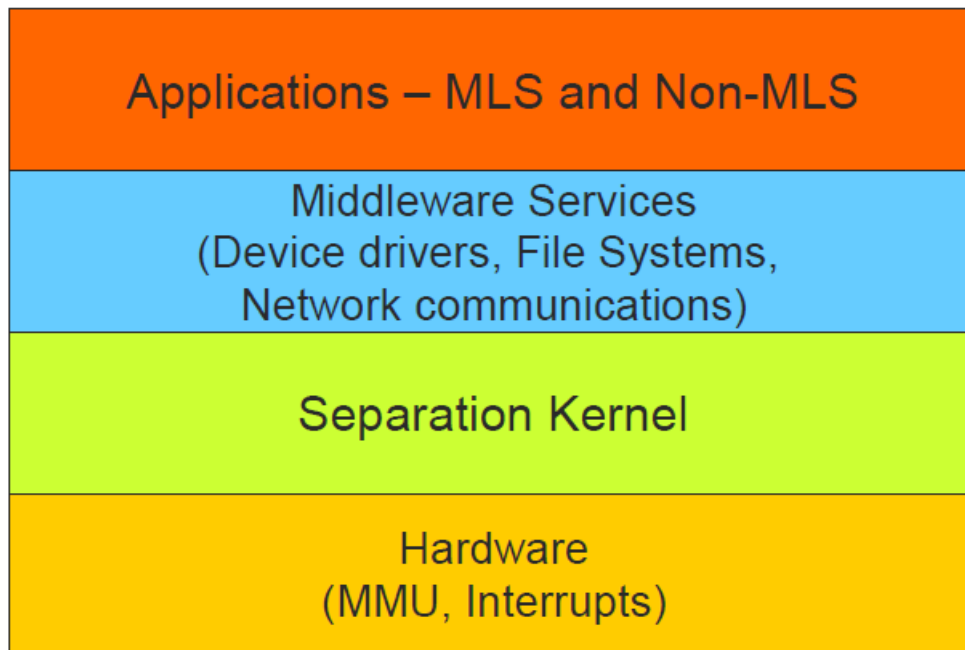 Applications – MLS and Non-MLS
Middleware Services
(Device drivers, File Systems,
Network communications)
Separation Kernel
Hardware
(MMU, Interrupts)